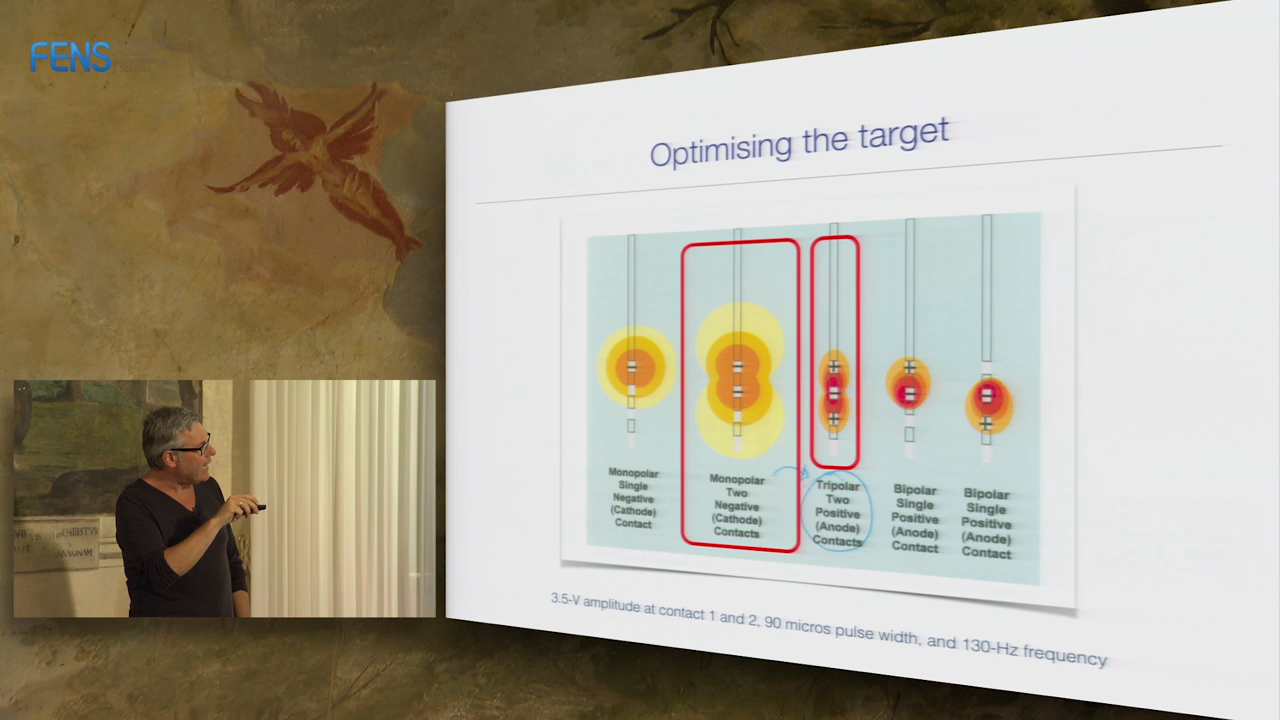 FENS
Optimising the target
Monopolar
Single
Negative
(Cathode)
Contact
Monopolar
Two
Negative
(Cathode)
Contacts
Tripolar
Two
Positive
(Anode)
Contacts
Bipolar
Single
Positive
(Anode)
Contact
Bipolar
Single
Positive
(Anode)
Contact
3.5-V amplitude at contact 1 and 2, 90 micros pulse width, and 130-Hz frequency